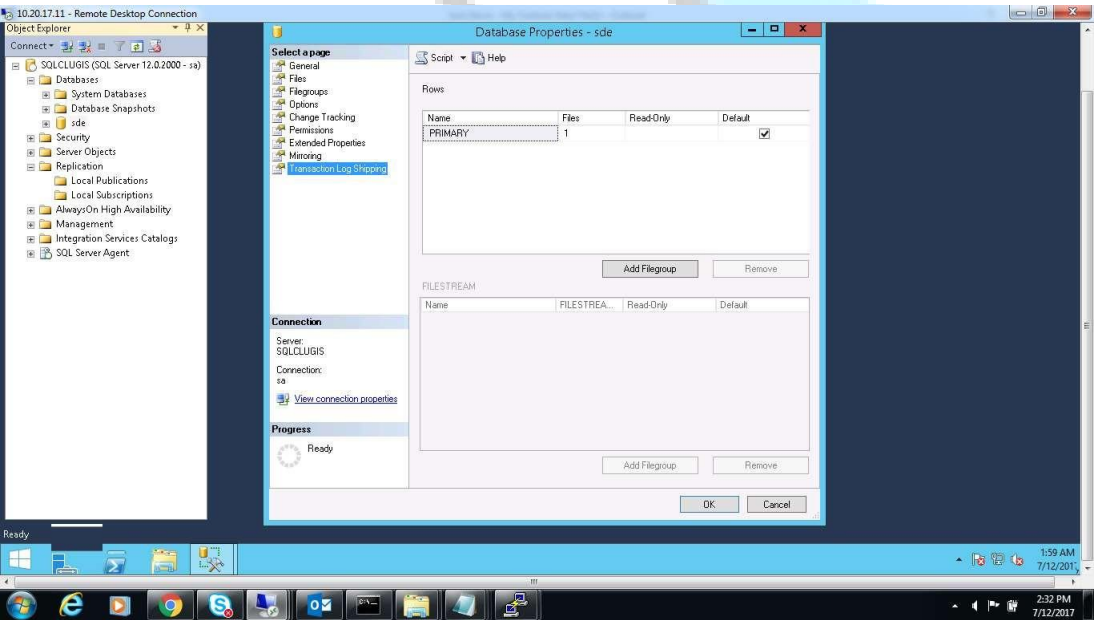 10.20.17.11 - Remote Desktop Connection
Object Explorer
Connect
SQLCLUGIS (SQL Server 12.0.2000 - sa)
Databases
System Databases
Database Snapshots
sde
Security
Server Objects
Replication
Local Publications
Local Subscriptions
AlwaysOn High Availability
Management
Integration Services Catalogs
SQL Server Agent
Database Properties - sde
Select a page
General
Files
Filegroups
Options
Change Tracking
Permissions
Extended Properties
Mirroring
Transaction Log Shipping
Connection
Server:
SQLCLUGIS
Connection:
sa
View connection properties
Progress
Ready
Script Help
Rows
Name Files Read-Only Default
PRIMARY 1
Add Filegroup Remove
FILESTREAM
Name FILESTREA... Read-Only Default
Add Filegroup Remove
OK Cancel
Ready
1:59 AM
7/12/2017
2:32 PM
7/12/2017